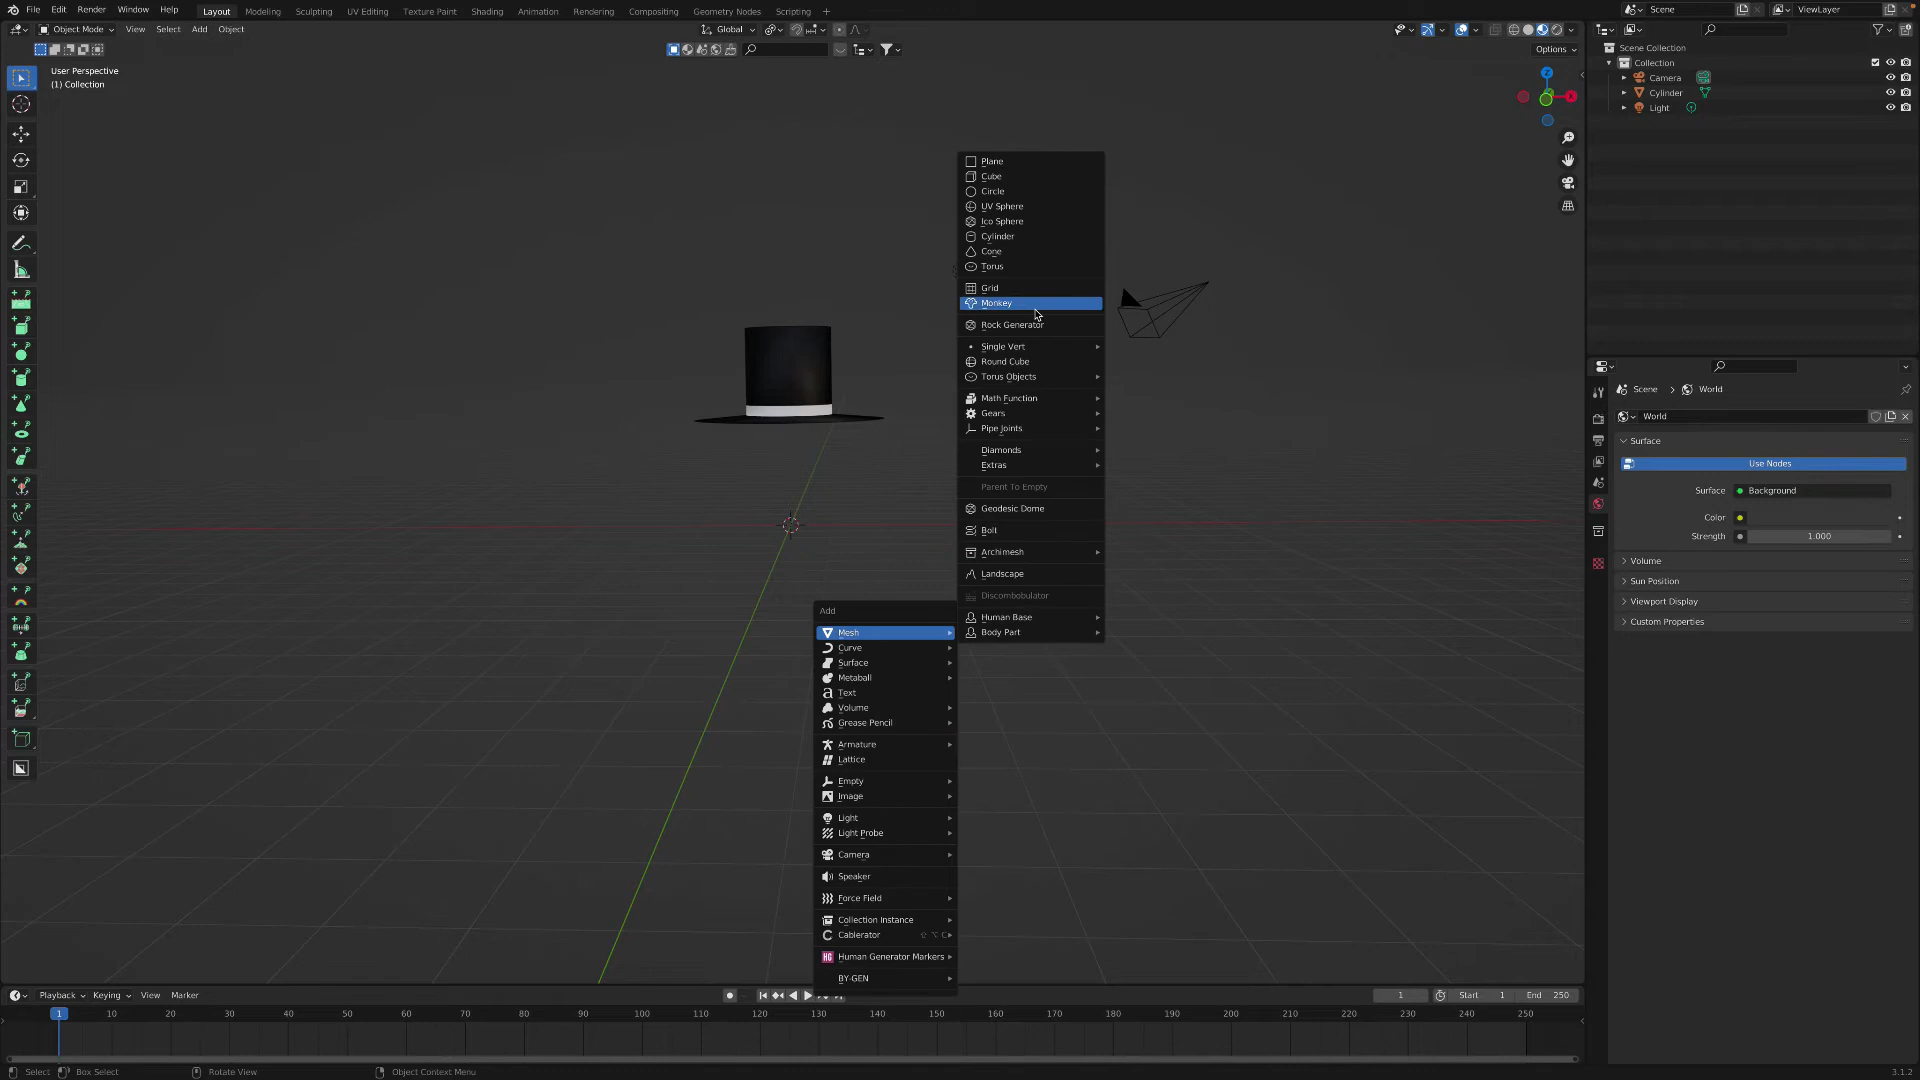 File Edit Render Window Help Layout Modeling Sculpting UV Editing Texture Paint Shading Animation Rendering Compositing Geometry Nodes Scripting + Scene ViewLayer
Object Mode View Select Add Object Global
Options
User Perspective
(1) Collection
Scene Collection
Collection
Camera
Cylinder
Light
Z
X
Plane
Cube
Circle
UV Sphere
Ico Sphere
Cylinder
Cone
Torus
Grid
Monkey
Rock Generator
Single Vert
Round Cube
Torus Objects
Math Function
Gears
Pipe Joints
Diamonds
Extras
Parent To Empty
Geodesic Dome
Bolt
Archimesh
Landscape
Discombobulator
Human Base
Body Part
Add
Mesh
Curve
Surface
Metaball
Text
Volume
Grease Pencil
Armature
Lattice
Empty
Image
Light
Light Probe
Camera
Speaker
Force Field
Collection Instance
Cablerator
HG Human Generator Markers
BY-GEN
Scene > World
World
Surface
Use Nodes
Surface Background
Color
Strength 1.000
Volume
Sun Position
Viewport Display
Custom Properties
Playback Keying View Marker 1 Start 1 End 250
1 10 20 30 40 50 60 70 80 90 100 110 120 130 140 150 160 170 180 190 200 210 220 230 240 250
Select Box Select Rotate View Object Context Menu 3.1.2